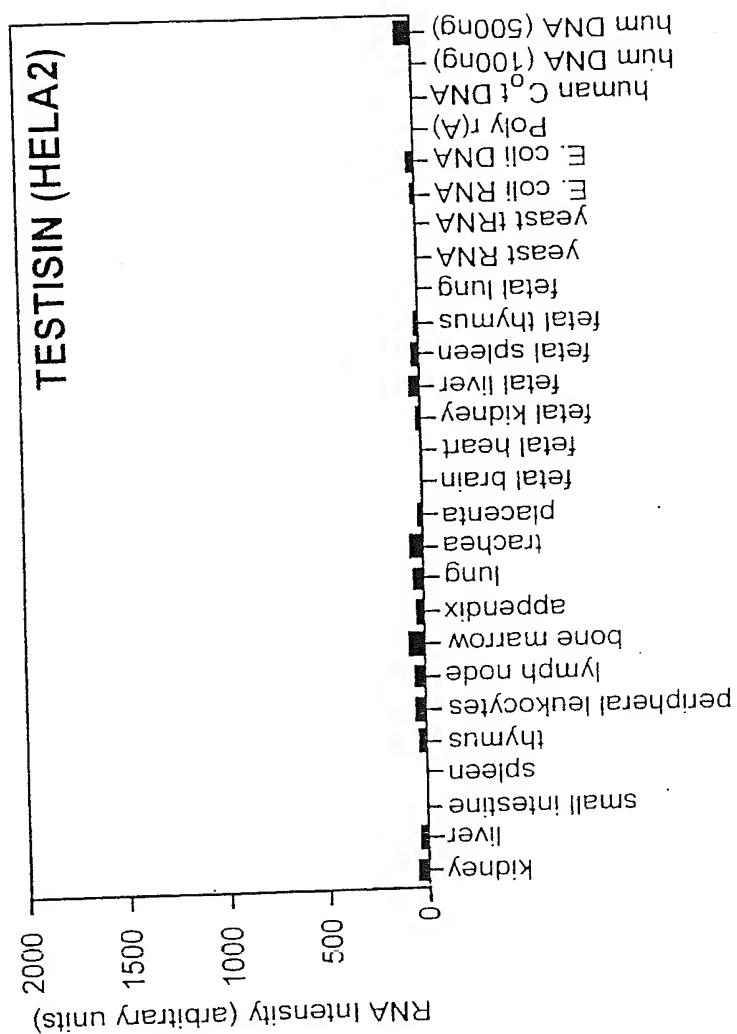 TESTISIN (HELA2)
RNA Intensity (arbitrary units)
2000
1000
500
0
kidney
liver
small intestine
spleen
thymus
peripheral leukocytes
lymph node
bone marrow
appendix
lung
trachea
placenta
fetal brain
fetal heart
fetal kidney
fetal liver
fetal spleen
fetal thymus
fetal lung
yeast RNA
yeast tRNA
E. coli RNA
E. coli DNA
Poly r(A)
human C₀t DNA
hum DNA (100ng)
hum DNA (500ng)